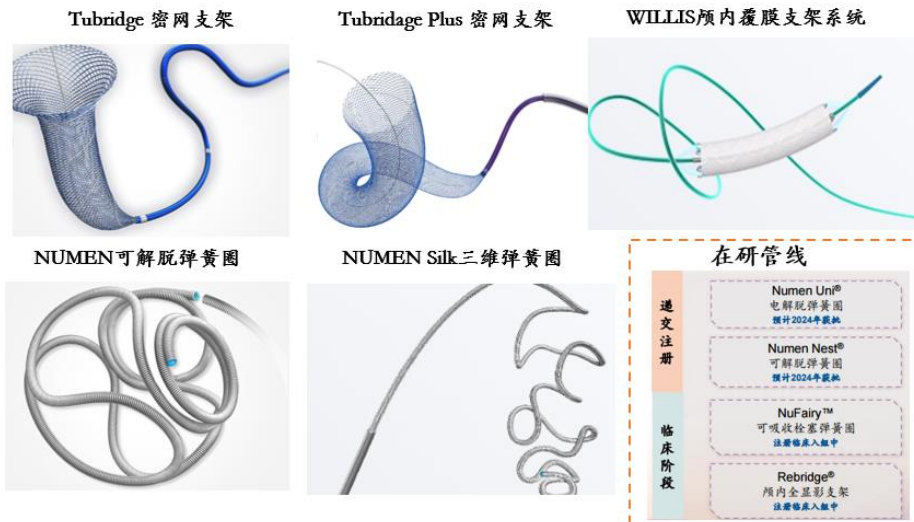 Tubridge 密网支架
Tubridage Plus 密网支架
WILLIS颅内覆膜支架系统
NUMEN可解脱弹簧圈
NUMEN Silk三维弹簧圈
在研管线
递交注册
Numen Uni®
电解脱弹簧圈
预计2024年获批
Numen Nest®
可解脱弹簧圈
预计2024年获批
临床阶段
NuFairy™
可吸收栓塞弹簧圈
注册临床入组中
Rebridge®
颅内全显影支架
注册临床入组中